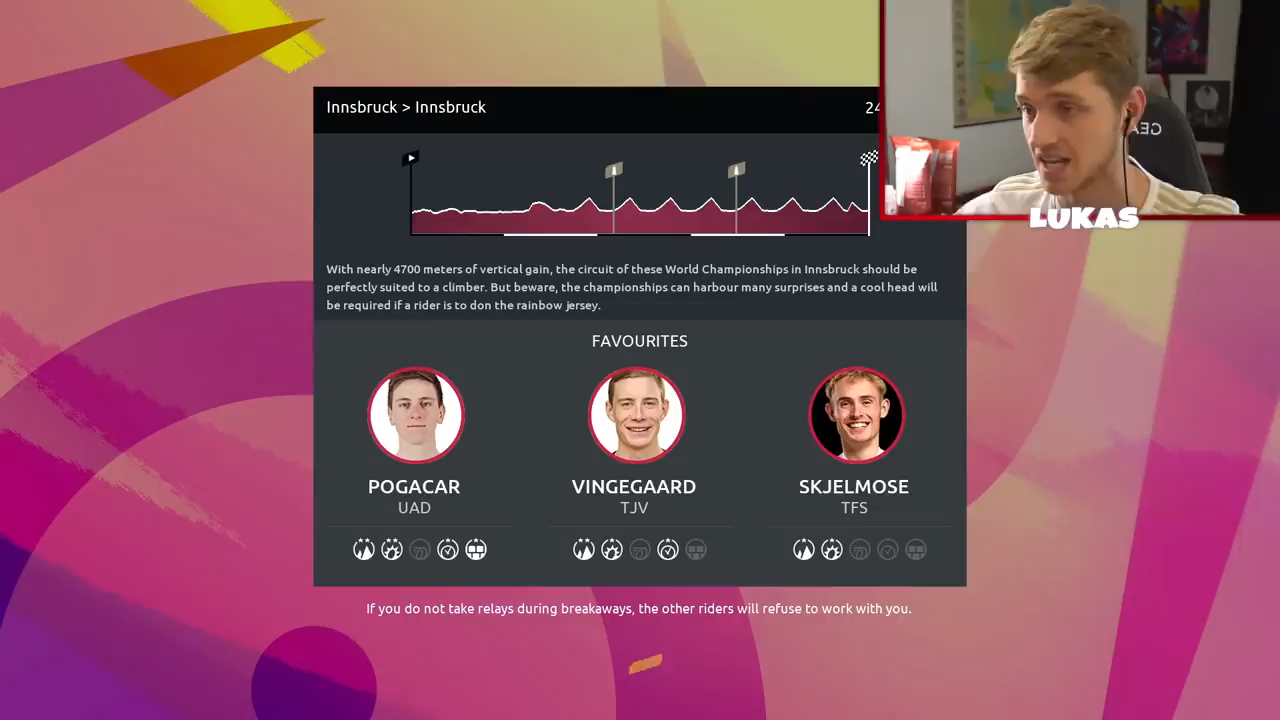 Innsbruck > Innsbruck
24
LUKAS
With nearly 4700 meters of vertical gain, the circuit of these World Championships in Innsbruck should be
perfectly suited to a climber. But beware, the championships can harbour many surprises and a cool head will
be required if a rider is to don the rainbow jersey.
FAVOURITES
POGACAR
VINGEGAARD
SKJELMOSE
UAD
TJV
TFS
If you do not take relays during breakaways, the other riders will refuse to work with you.